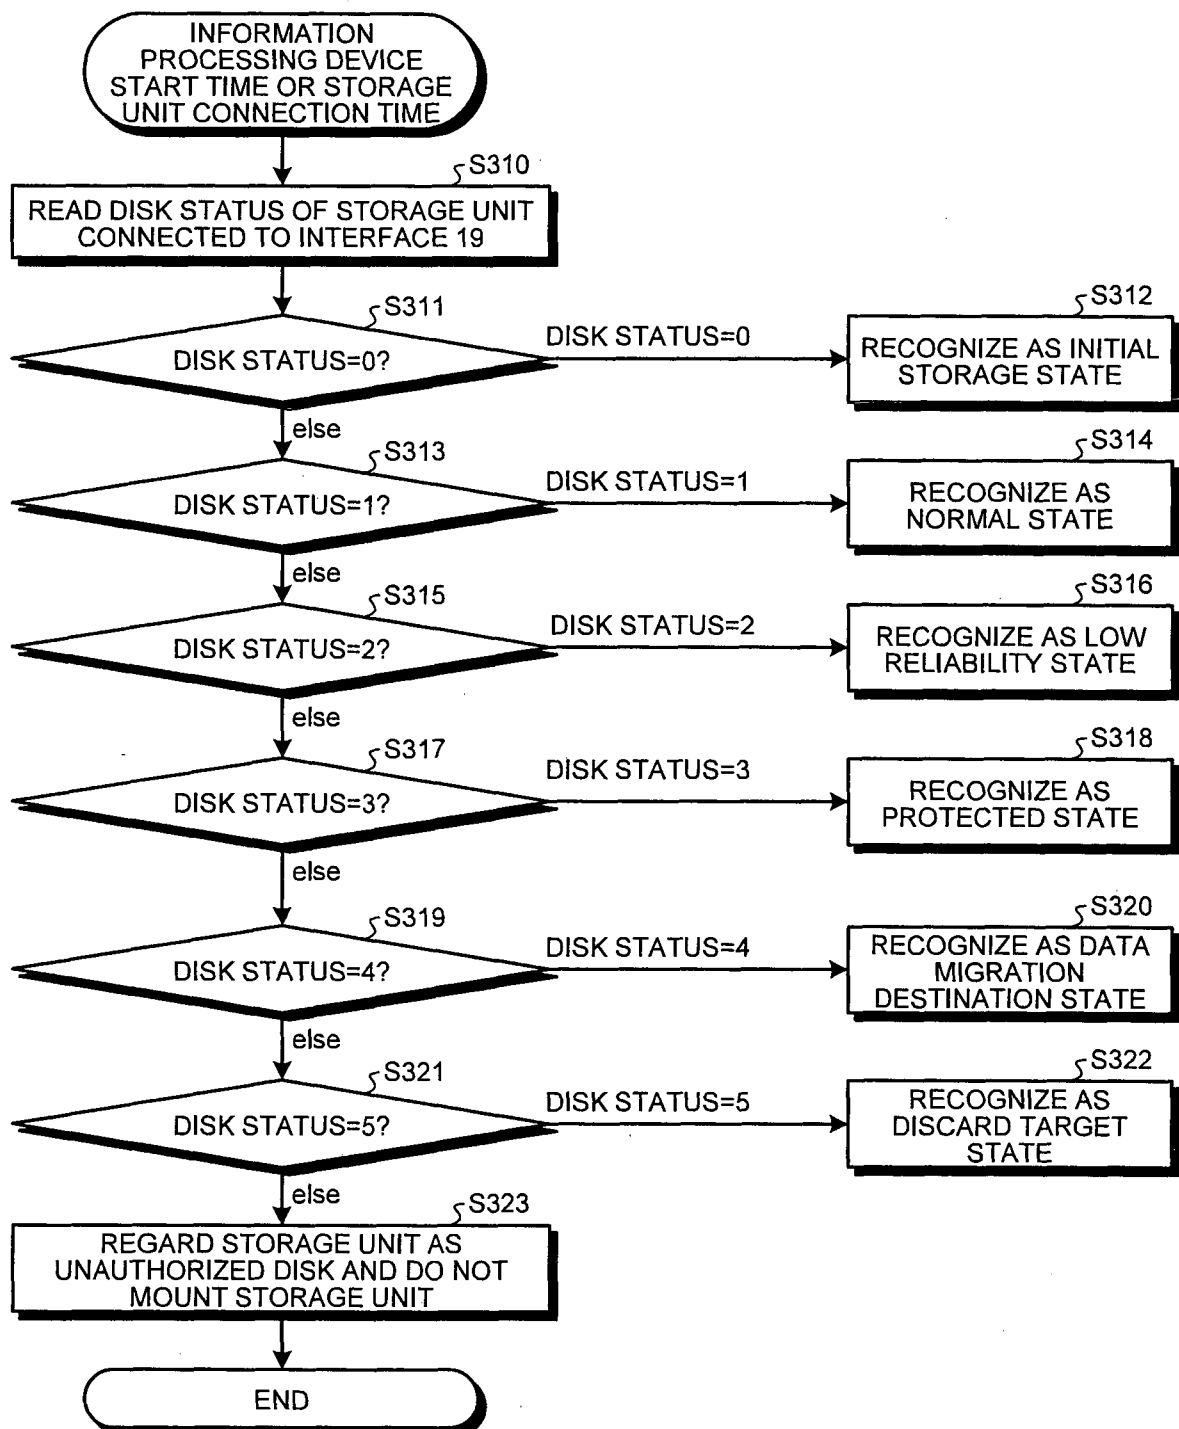 INFORMATION
PROCESSING DEVICE
START TIME OR STORAGE
UNIT CONNECTION TIME
S310
READ DISK STATUS OF STORAGE UNIT
CONNECTED TO INTERFACE 19
S311
DISK STATUS=0?
DISK STATUS=0
S312
RECOGNIZE AS INITIAL
STORAGE STATE
else
S313
DISK STATUS=1?
DISK STATUS=1
S314
RECOGNIZE AS
NORMAL STATE
else
S315
DISK STATUS=2?
DISK STATUS=2
S316
RECOGNIZE AS LOW
RELIABILITY STATE
else
S317
DISK STATUS=3?
DISK STATUS=3
S318
RECOGNIZE AS
PROTECTED STATE
else
S319
DISK STATUS=4?
DISK STATUS=4
S320
RECOGNIZE AS DATA
MIGRATION
DESTINATION STATE
else
S321
DISK STATUS=5?
DISK STATUS=5
S322
RECOGNIZE AS
DISCARD TARGET
STATE
else
S323
REGARD STORAGE UNIT AS
UNAUTHORIZED DISK AND DO NOT
MOUNT STORAGE UNIT
END